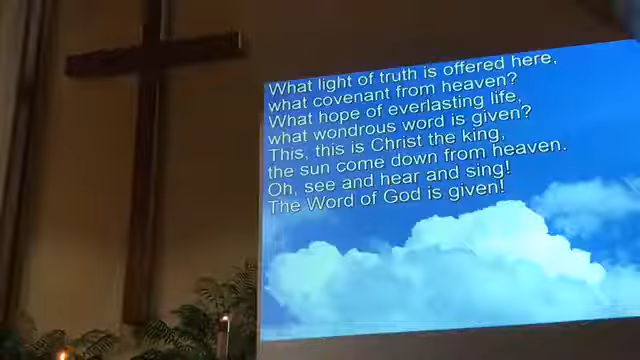 What light of truth is offered here,
what covenant from heaven?
What hope of everlasting life,
what wondrous word is given?
This, this is Christ the king,
the sun come down from heaven.
Oh, see and hear and sing!
The Word of God is given!